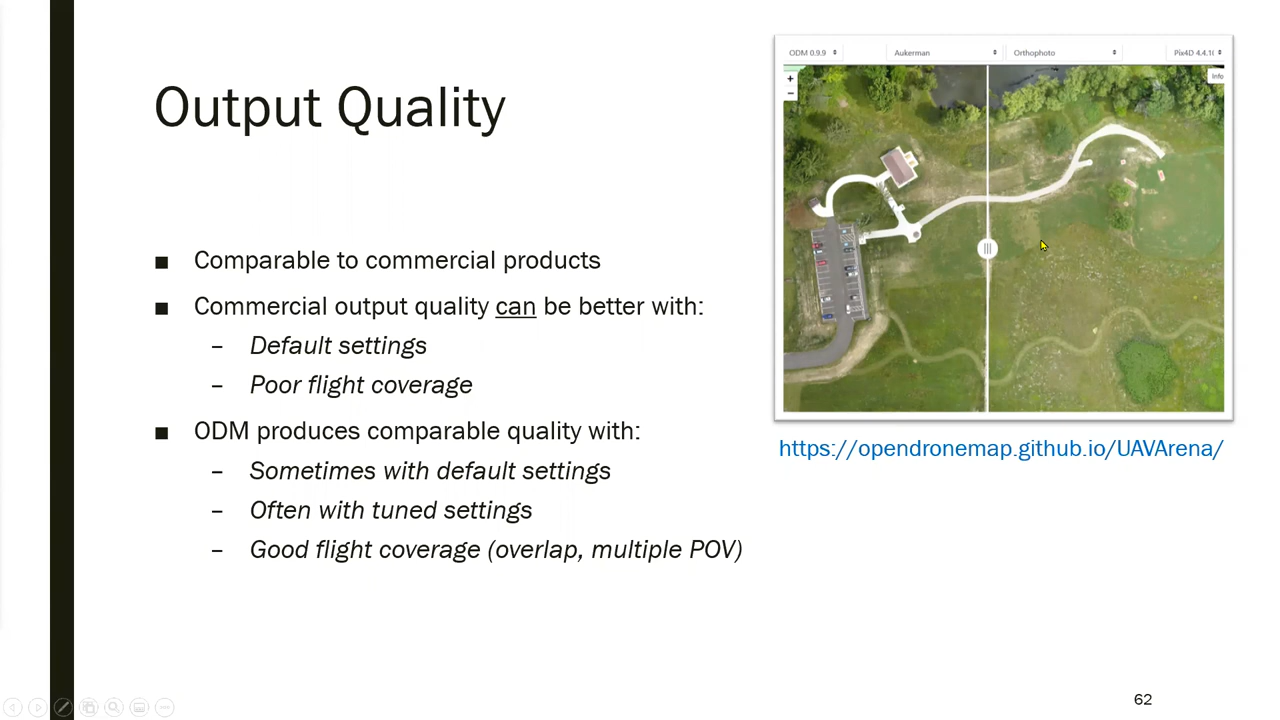 Output Quality
■ Comparable to commercial products
■ Commercial output quality can be better with:
– Default settings
– Poor flight coverage
■ ODM produces comparable quality with:
– Sometimes with default settings
– Often with tuned settings
– Good flight coverage (overlap, multiple POV)
ODM 0.9.9 Aukerman Orthophoto Pix4D 4.4.1(
+
−
Info
https://opendronemap.github.io/UAVArena/
62